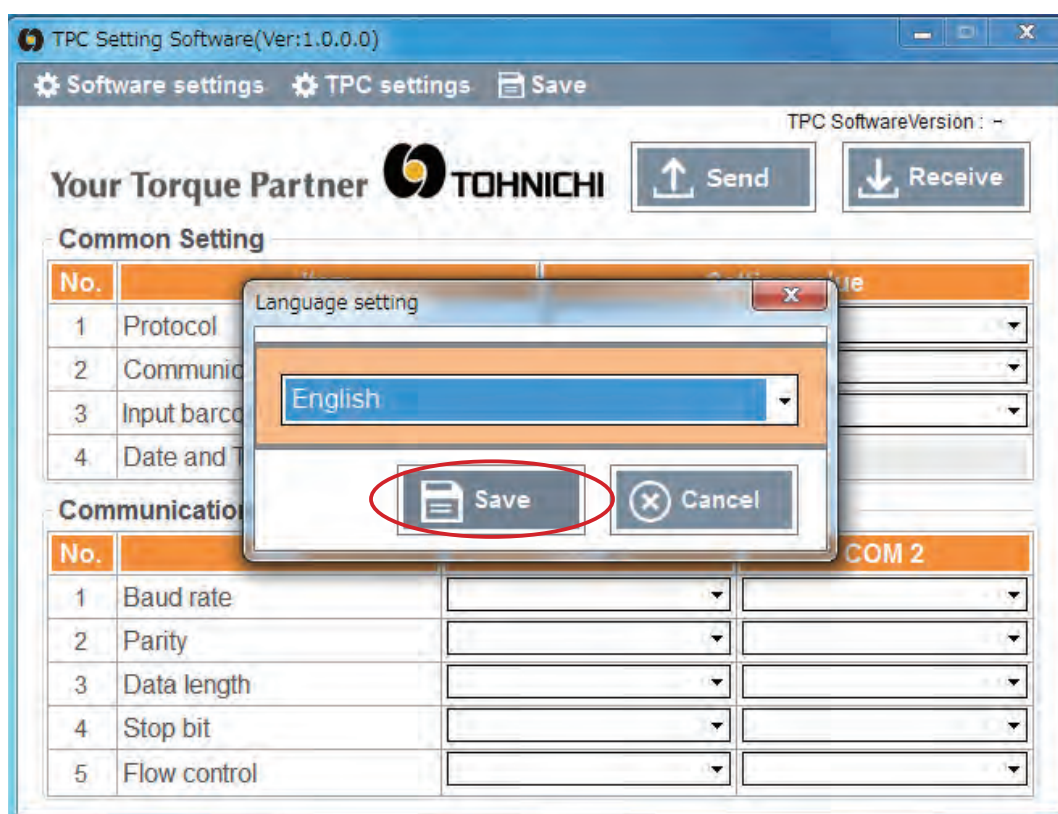 TPC Setting Software(Ver:1.0.0.0)
Software settings TPC settings Save
TPC SoftwareVersion : --
Your Torque Partner TOHNICHI Send Receive
Common Setting
No.
Language setting
1 Protocol
2
3 Input
4 Date and
English
Save Cancel
No. COM 2
1 Baud rate
2 Parity
3 Data length
4 Stop bit
5 Flow control